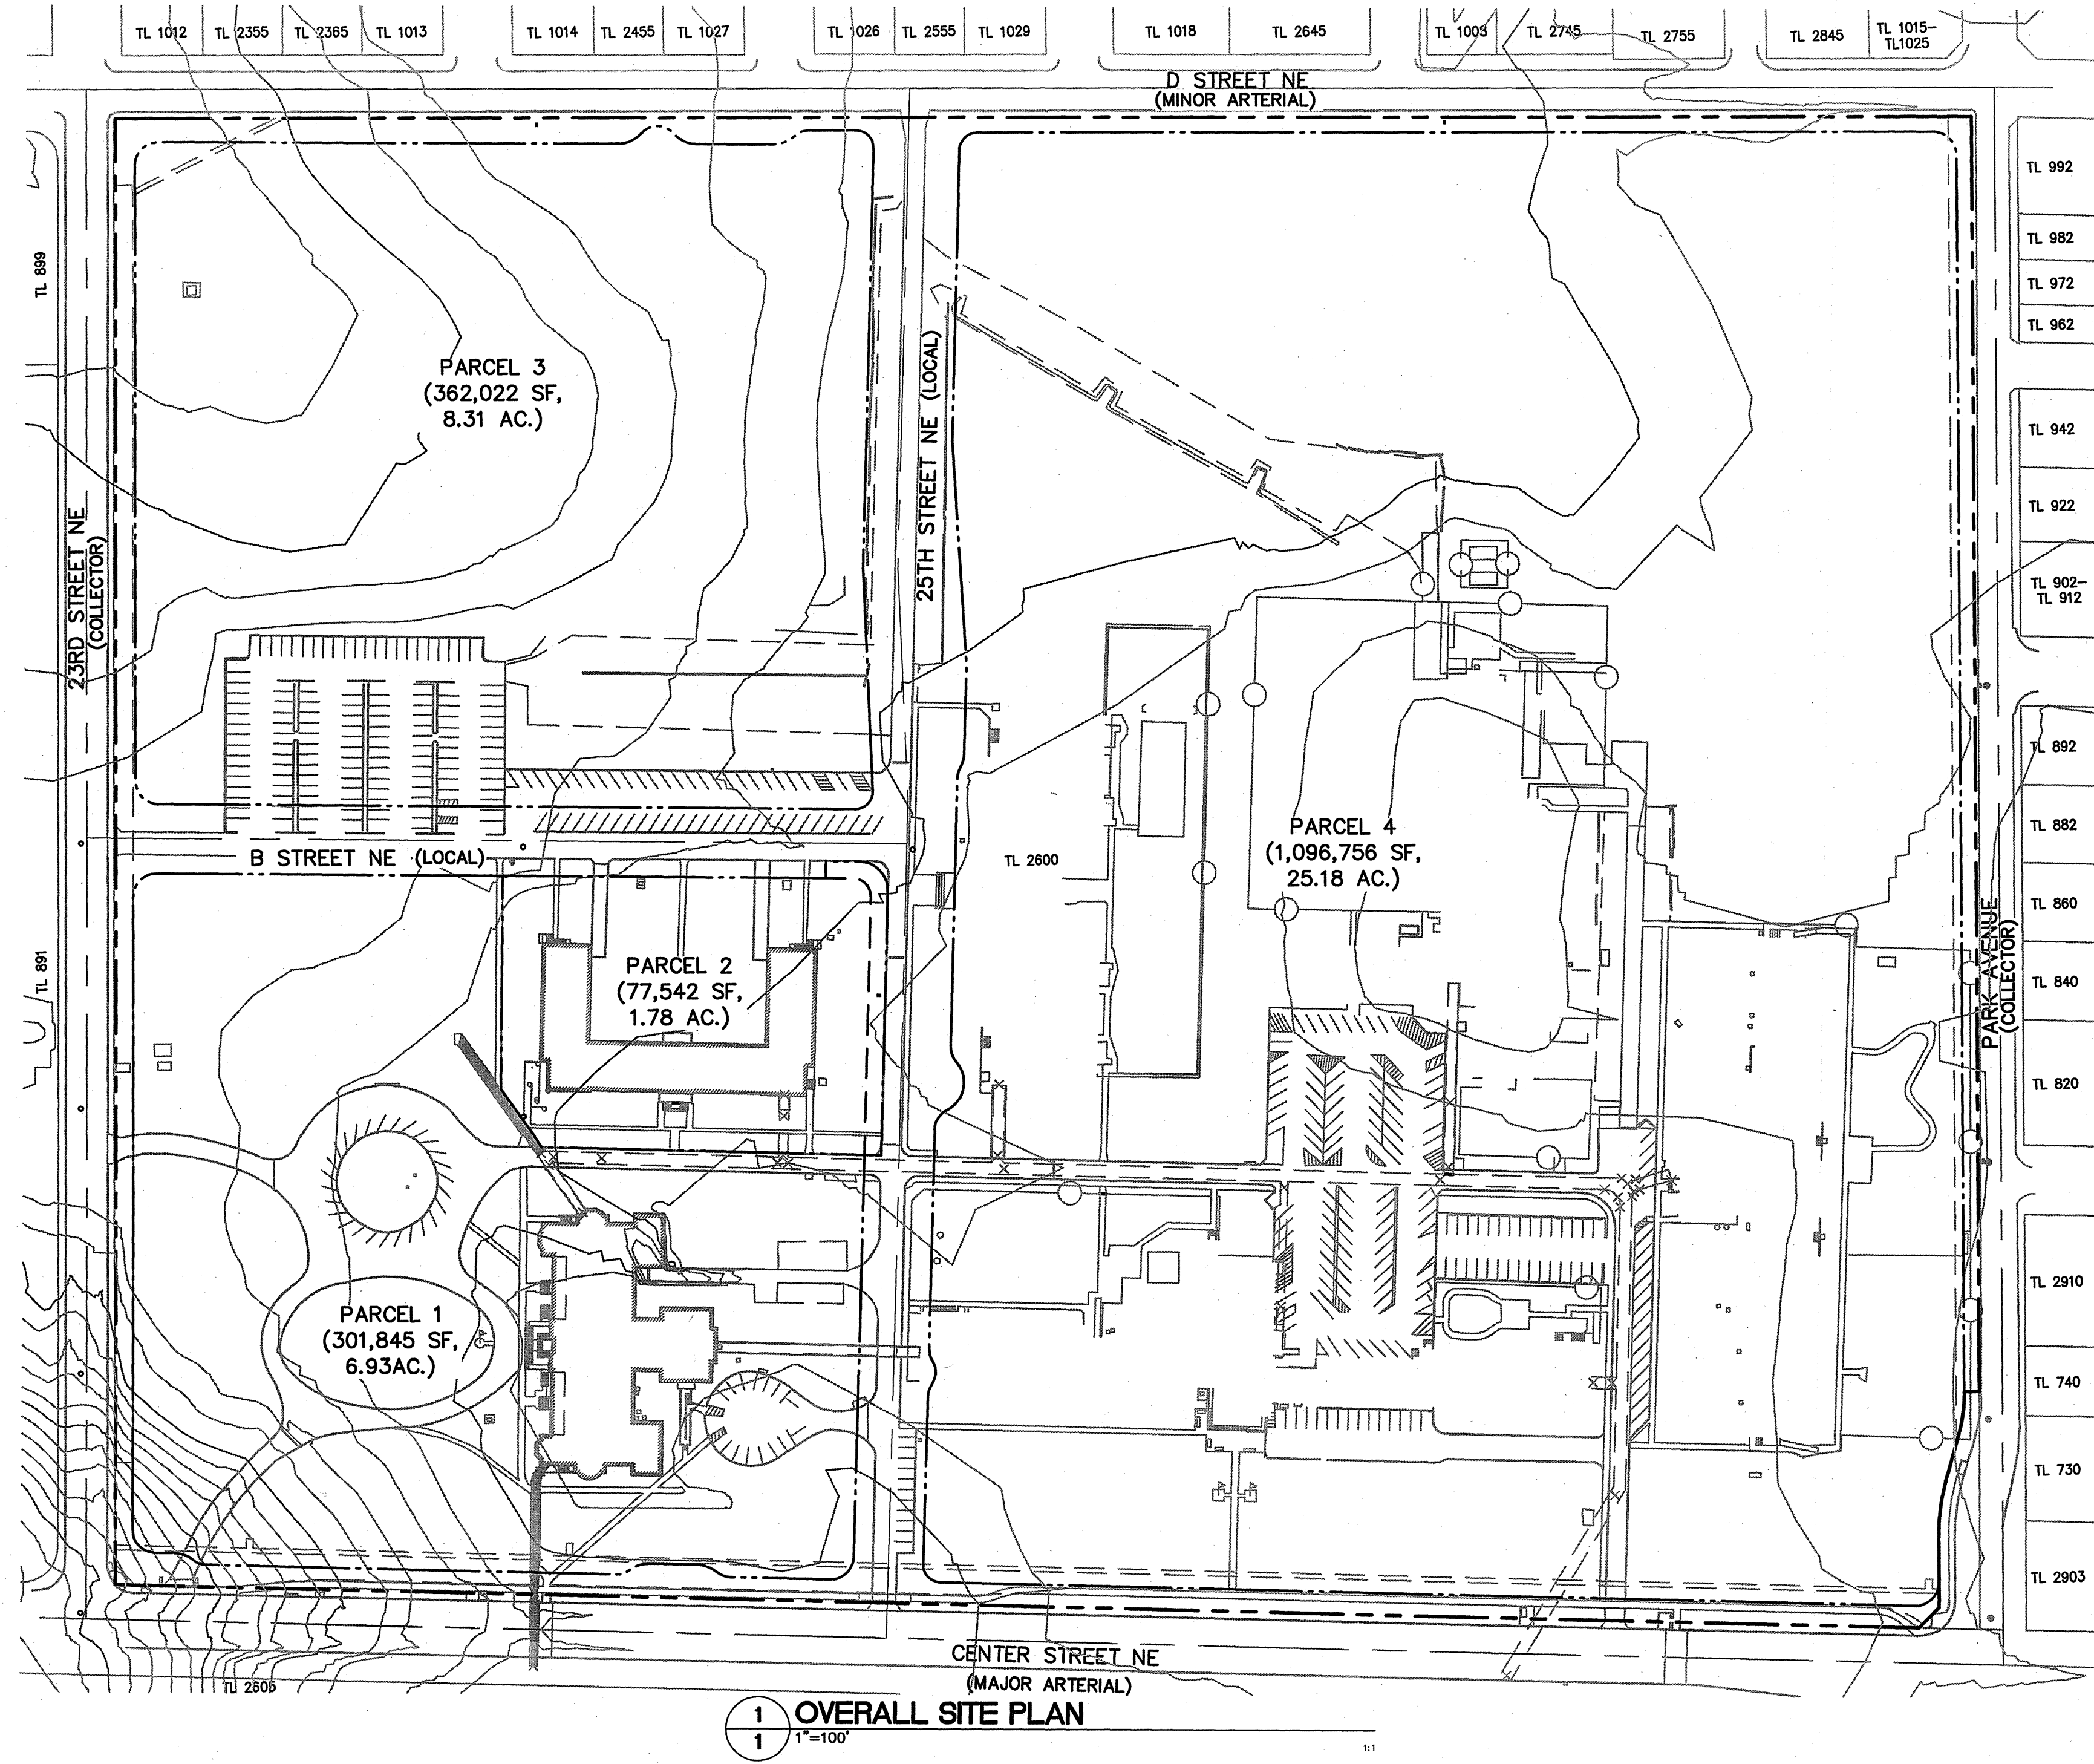 TL 1012
TL 2355
TL 2365
TL 1013
TL 1014
TL 2455
TL 1027
TL 1026
TL 2555
TL 1029
TL 1018
TL 2645
TL 1003
TL 2745
TL 2755
TL 2845
TL 1015-
TL1025
D STREET NE
(MINOR ARTERIAL)
TL 992
TL 982
TL 972
TL 962
TL 942
TL 922
TL 902-
TL 912
TL 892
TL 882
TL 860
TL 840
TL 820
TL 2910
TL 740
TL 730
TL 2903
TL 899
TL 891
23RD STREET NE
(COLLECTOR)
PARCEL 3
(362,022 SF,
8.31 AC.)
25TH STREET NE (LOCAL)
B STREET NE (LOCAL)
TL 2600
PARCEL 4
(1,096,756 SF,
25.18 AC.)
PARCEL 2
(77,542 SF,
1.78 AC.)
PARK AVENUE
(COLLECTOR)
PARCEL 1
(301,845 SF,
6.93AC.)
CENTER STREET NE
(MAJOR ARTERIAL)
TL 2605
1
1
OVERALL SITE PLAN
1"=100'
1:1